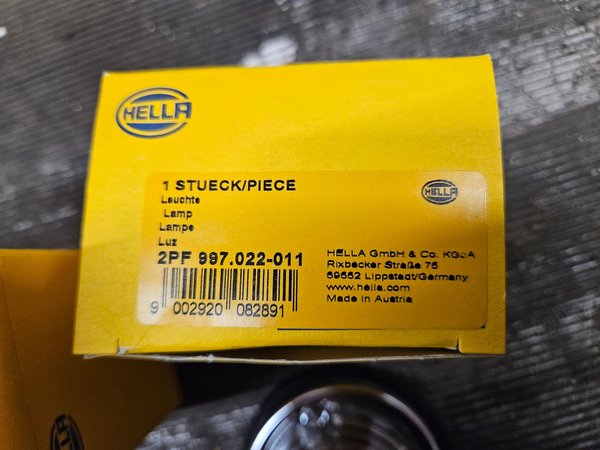 HELLA
1 STUECK/PIECE
HELLA
Leuchte
Lamp
Lampe
Luz
2PF 997.022-011
9 002920 082891
HELLA GmbH & Co. KGaA
Rixbecker Straße 75
59552 Lippstadt/Germany
www.hella.com
Made in Austria